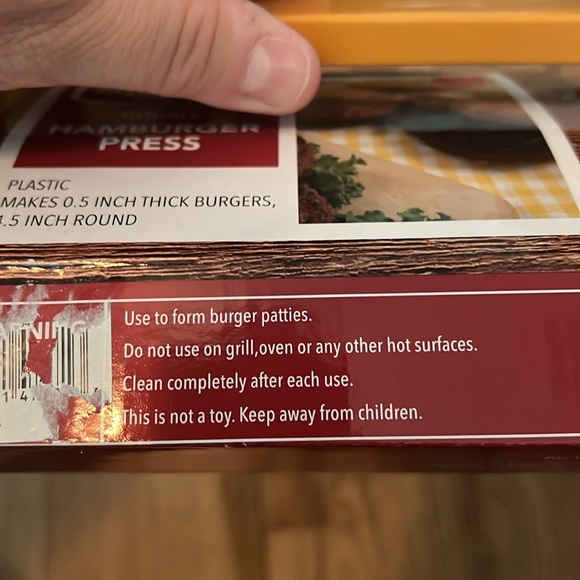 HAMBURGER
PRESS
PLASTIC
MAKES 0.5 INCH THICK BURGERS,
4.5 INCH ROUND
Use to form burger patties.
Do not use on grill,oven or any other hot surfaces.
Clean completely after each use.
This is not a toy. Keep away from children.